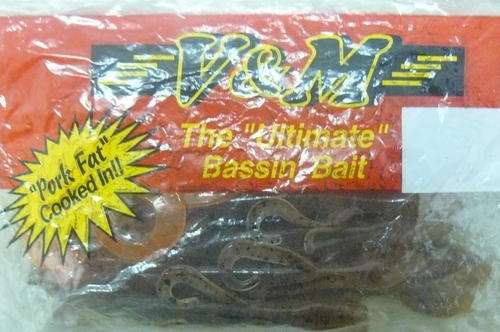 V&M
The "Ultimate"
Bassin' Bait
"Pork Fat"
Cooked In!!